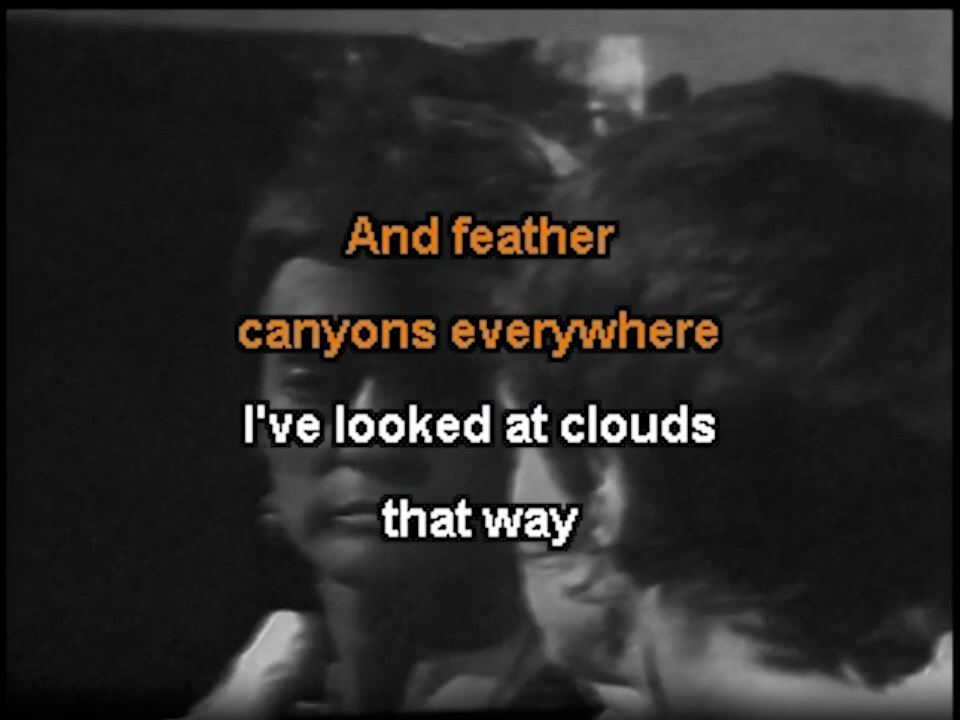 And feather
canyons everywhere
I've looked at clouds
that way